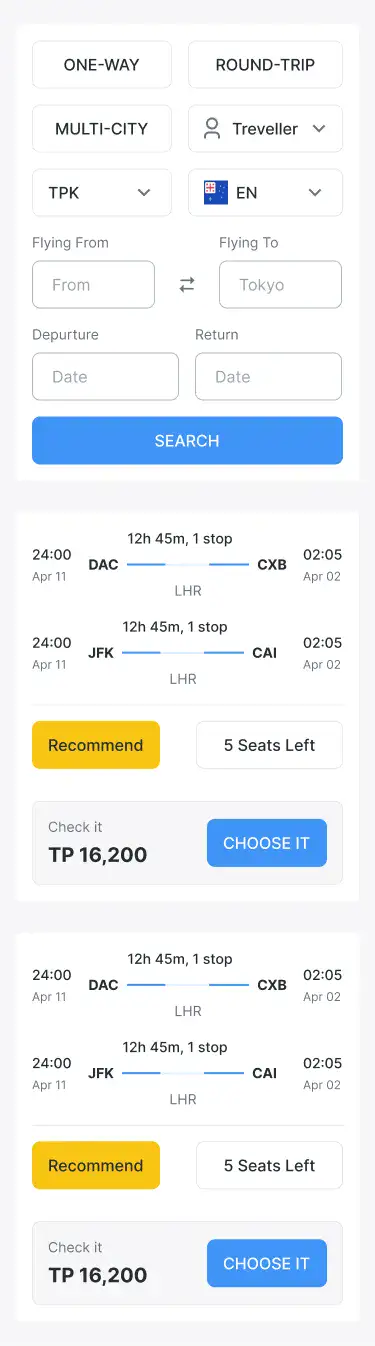 ONE-WAY
ROUND-TRIP
MULTI-CITY
Treveller
TPK
EN
Flying From
Flying To
From
Tokyo
Depurture
Return
Date
Date
SEARCH
12h 45m, 1 stop
24:00
DAC
CXB
02:05
Apr 11
LHR
Apr 02
12h 45m, 1 stop
24:00
JFK
CAI
02:05
Apr 11
LHR
Apr 02
Recommend
5 Seats Left
Check it
TP 16,200
CHOOSE IT
12h 45m, 1 stop
24:00
DAC
CXB
02:05
Apr 11
LHR
Apr 02
12h 45m, 1 stop
24:00
JFK
CAI
02:05
Apr 11
LHR
Apr 02
Recommend
5 Seats Left
Check it
TP 16,200
CHOOSE IT